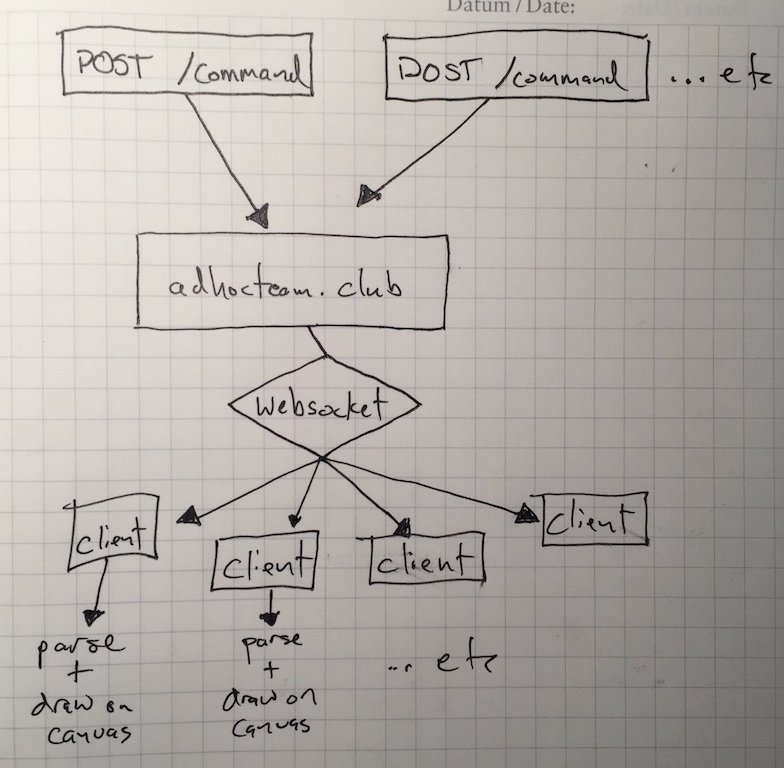 Datum / Date:
POST /command
POST /command
... etc
adhocteam.club
websocket
client
client
client
client
parse
+
draw on
canvas
parse
+
draw on
canvas
... etc